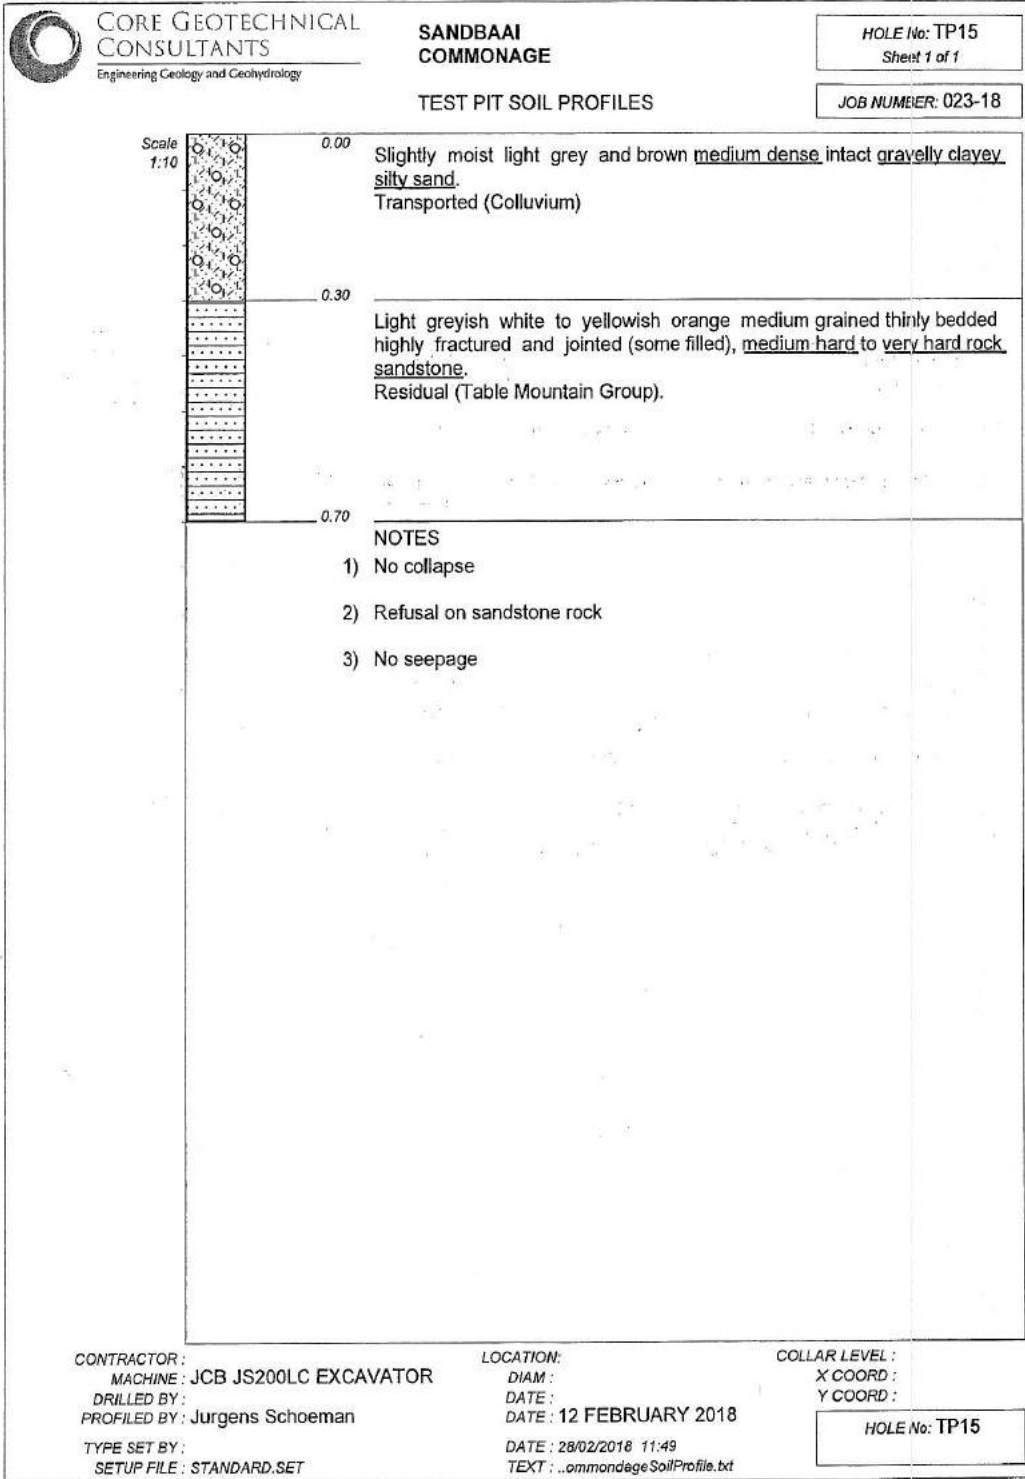 CORE GEOTECHNICAL
CONSULTANTS
Engineering Geology and Geohydrology
SANDBAAI
COMMONAGE
TEST PIT SOIL PROFILES
HOLE No: TP15
Sheet 1 of 1
JOB NUMBER: 023-18
Scale
1:10
0.00
Slightly moist light grey and brown medium dense intact gravelly clayey
silty sand.
Transported (Colluvium)
0.30
Light greyish white to yellowish orange medium grained thinly bedded
highly fractured and jointed (some filled), medium hard to very hard rock
sandstone.
Residual (Table Mountain Group).
0.70
NOTES
1) No collapse
2) Refusal on sandstone rock
3) No seepage
CONTRACTOR :
MACHINE : JCB JS200LC EXCAVATOR
DRILLED BY :
PROFILED BY : Jurgens Schoeman
TYPE SET BY :
SETUP FILE : STANDARD.SET
LOCATION:
DIAM :
DATE :
DATE : 12 FEBRUARY 2018
DATE : 28/02/2018 11:49
TEXT : ..ommondageSoilProfile.txt
COLLAR LEVEL :
X COORD :
Y COORD :
HOLE No: TP15